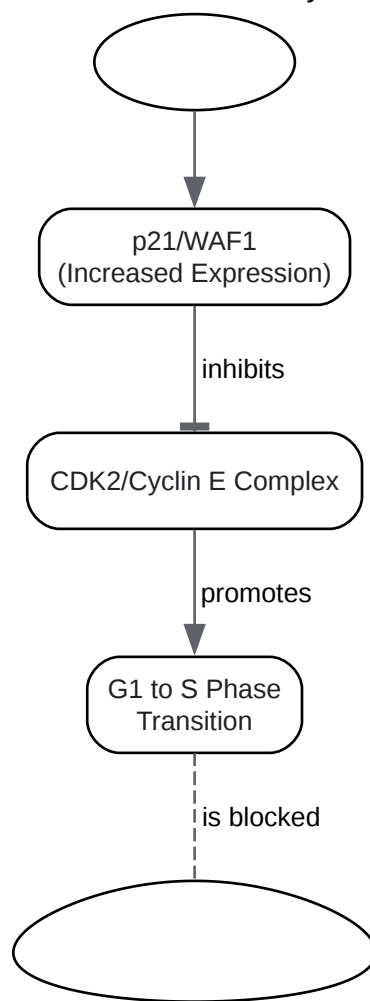 p21/WAF1
(Increased Expression)
inhibits
CDK2/Cyclin E Complex
promotes
G1 to S Phase
Transition
is blocked